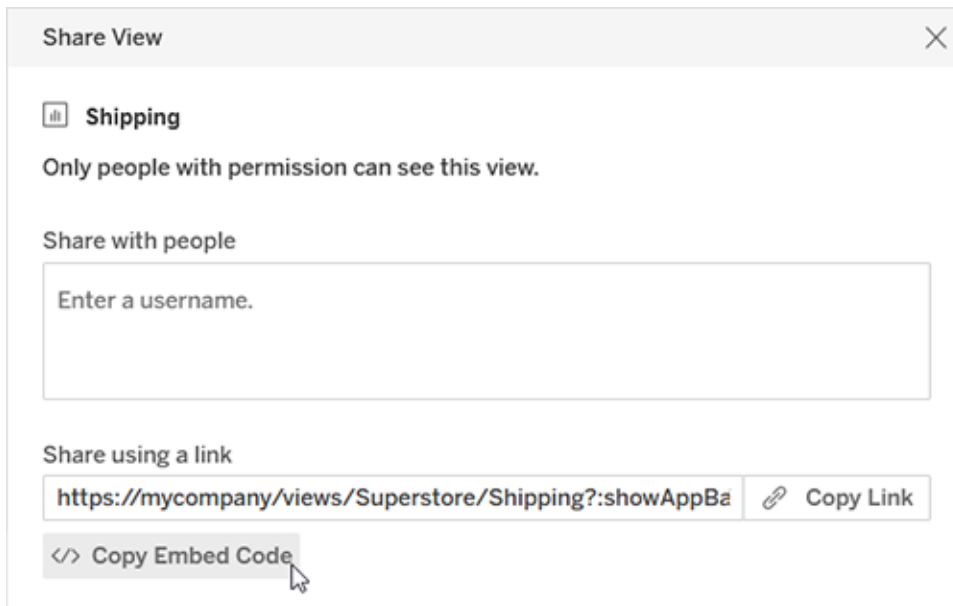 Share View
Shipping
Only people with permission can see this view.
Share with people
Enter a username.
Share using a link
https://mycompany/views/Superstore/Shipping?:showAppBa
Copy Link
</> Copy Embed Code